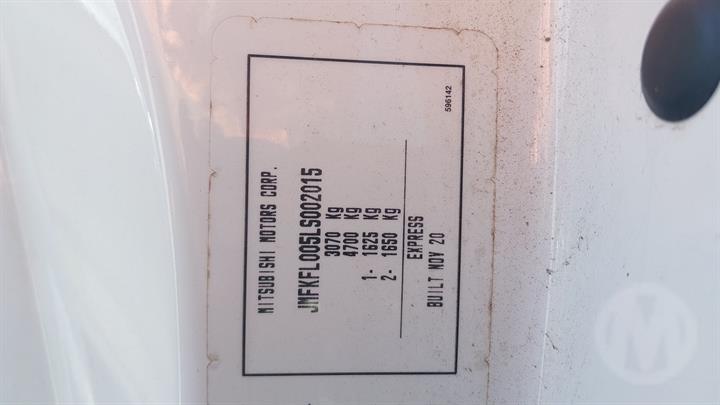 MITSUBISHI MOTORS CORP.
JMFKFL005LS002015
3070 Kg
4700 Kg
1- 1625 Kg
2- 1650 Kg
EXPRESS
BUILT NOV 20
596142
M